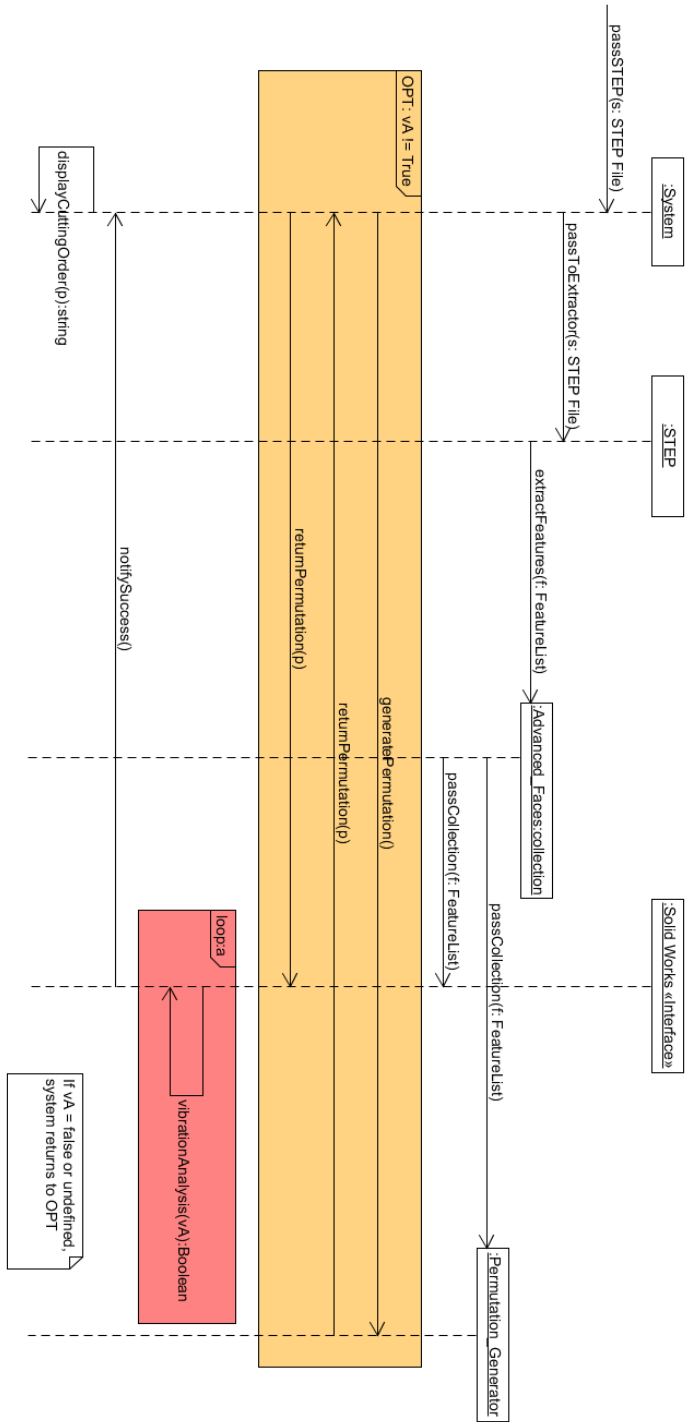 :System
:STEP
:Solid Works «Interface»
passSTEP(s: STEP File)
passToExtractor(s: STEP File)
extractFeatures(f: FeatureList)
:Advanced_Faces:collection
passCollection(f: FeatureList)
:Permutation_Generator
passCollection(f: FeatureList)
OPT: vA != True
generatePermutation()
returnPermutation(p)
returnPermutation(p)
loop:a
vibrationAnalysis(vA):Boolean
notifySuccess()
displayCuttingOrder(p):string
If vA = false or undefined,
system returns to OPT